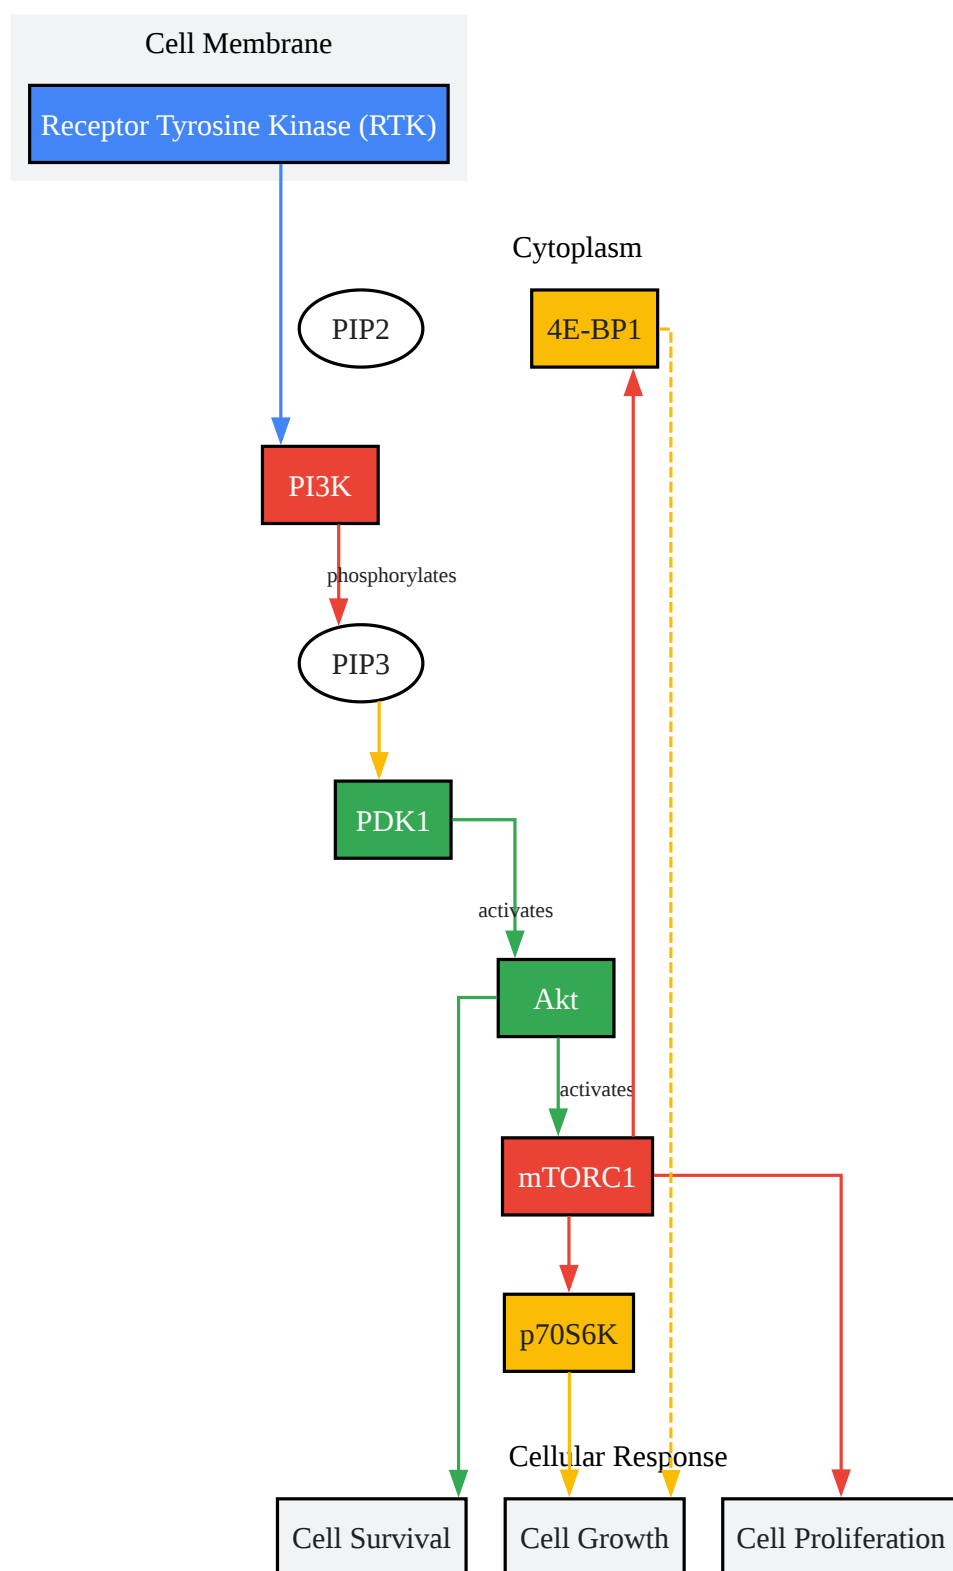 Cell Membrane
Receptor Tyrosine Kinase (RTK)
Cytoplasm
PIP2
4E-BP1
PI3K
phosphorylates
PIP3
PDK1
activates
Akt
activates
mTORC1
p70S6K
Cellular Response
Cell Survival
Cell Growth
Cell Proliferation